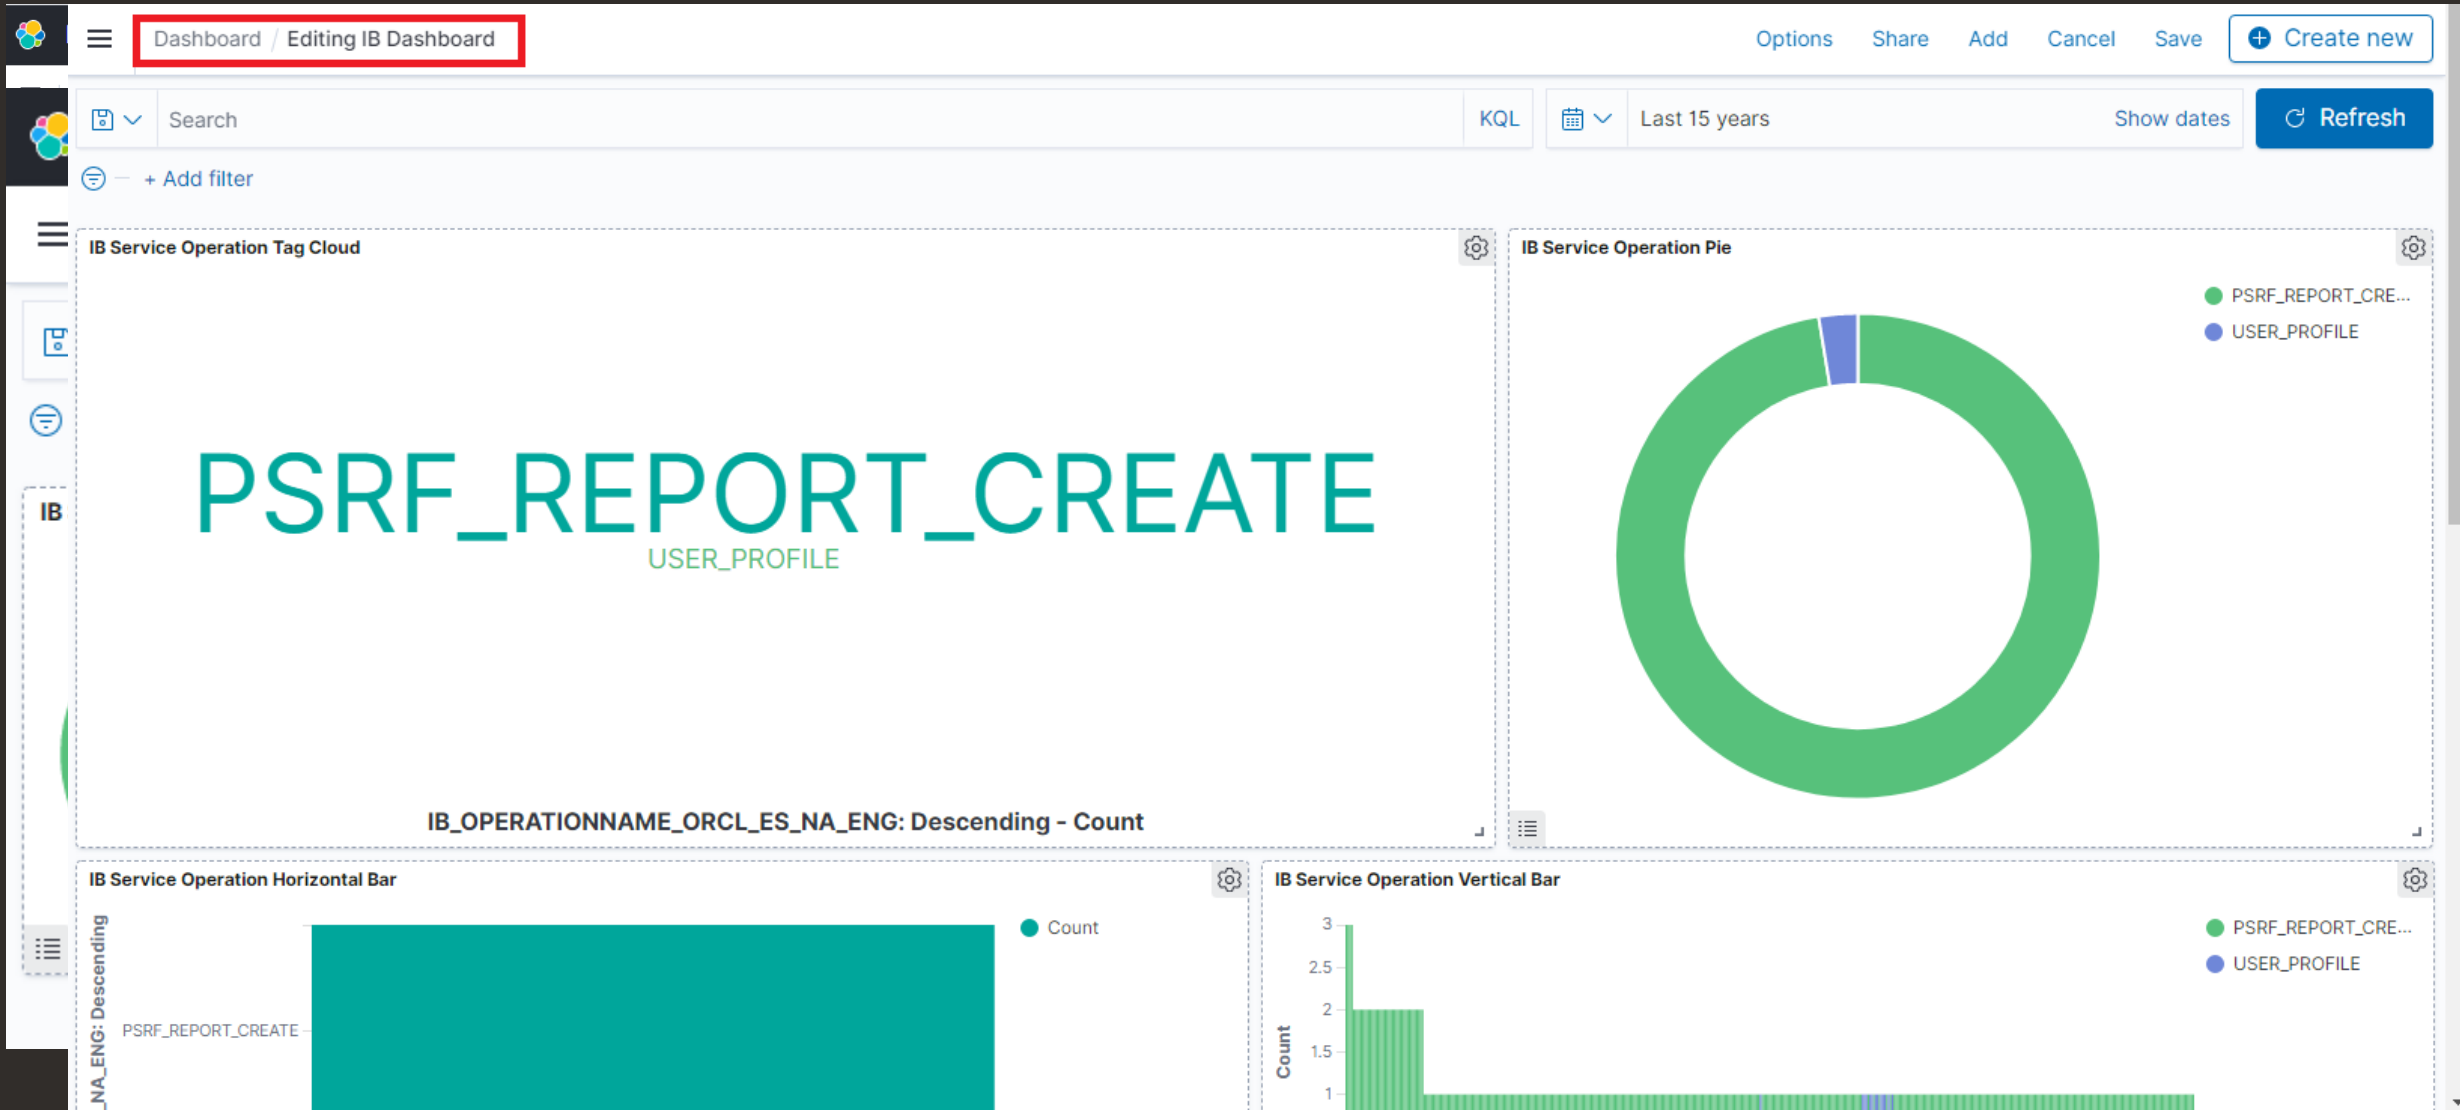 Dashboard / Editing IB Dashboard
Options Share Add Cancel Save Create new
Search KQL Last 15 years Show dates Refresh
+ Add filter
IB
IB Service Operation Tag Cloud
PSRF_REPORT_CREATE
USER_PROFILE
IB_OPERATIONNAME_ORCL_ES_NA_ENG: Descending - Count
IB Service Operation Pie
PSRF_REPORT_CRE...
USER_PROFILE
IB Service Operation Horizontal Bar
_NA_ENG: Descending
PSRF_REPORT_CREATE
Count
IB Service Operation Vertical Bar
3
2.5
2
1.5
1
Count
PSRF_REPORT_CRE...
USER_PROFILE